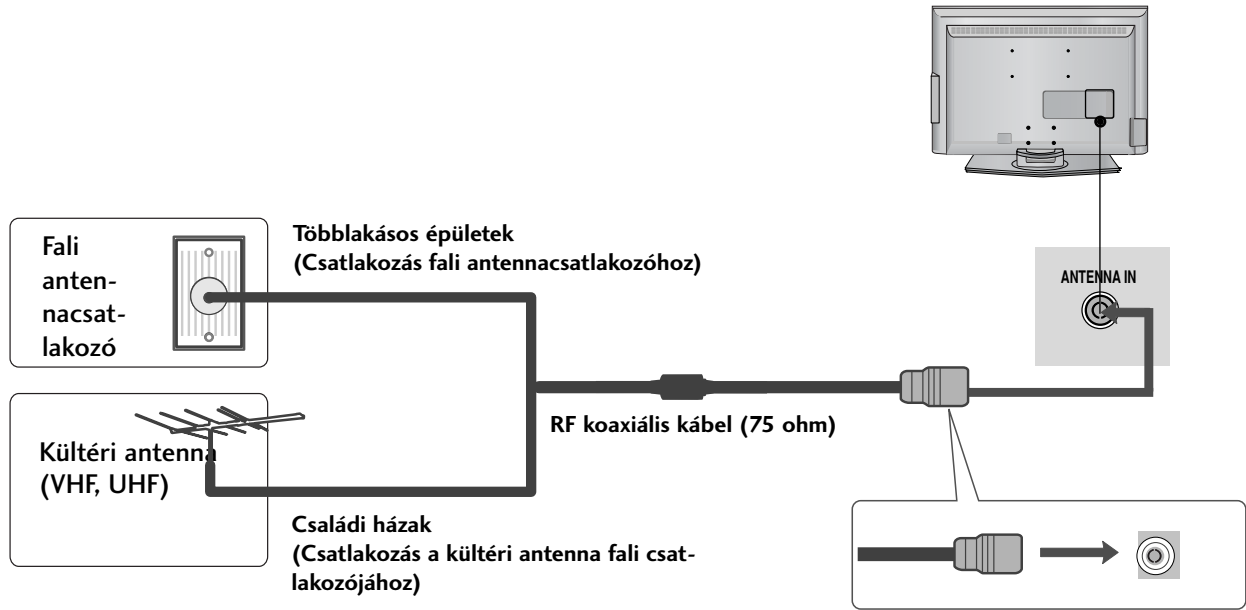 Fali
anten-
nacsat-
lakozó
Többlakásos épületek
(Csatlakozás fali antennacsatlakozóhoz)
ANTENNA IN
RF koaxiális kábel (75 ohm)
Kültéri antenna
(VHF, UHF)
Családi házak
(Csatlakozás a kültéri antenna fali csat-
lakozójához)